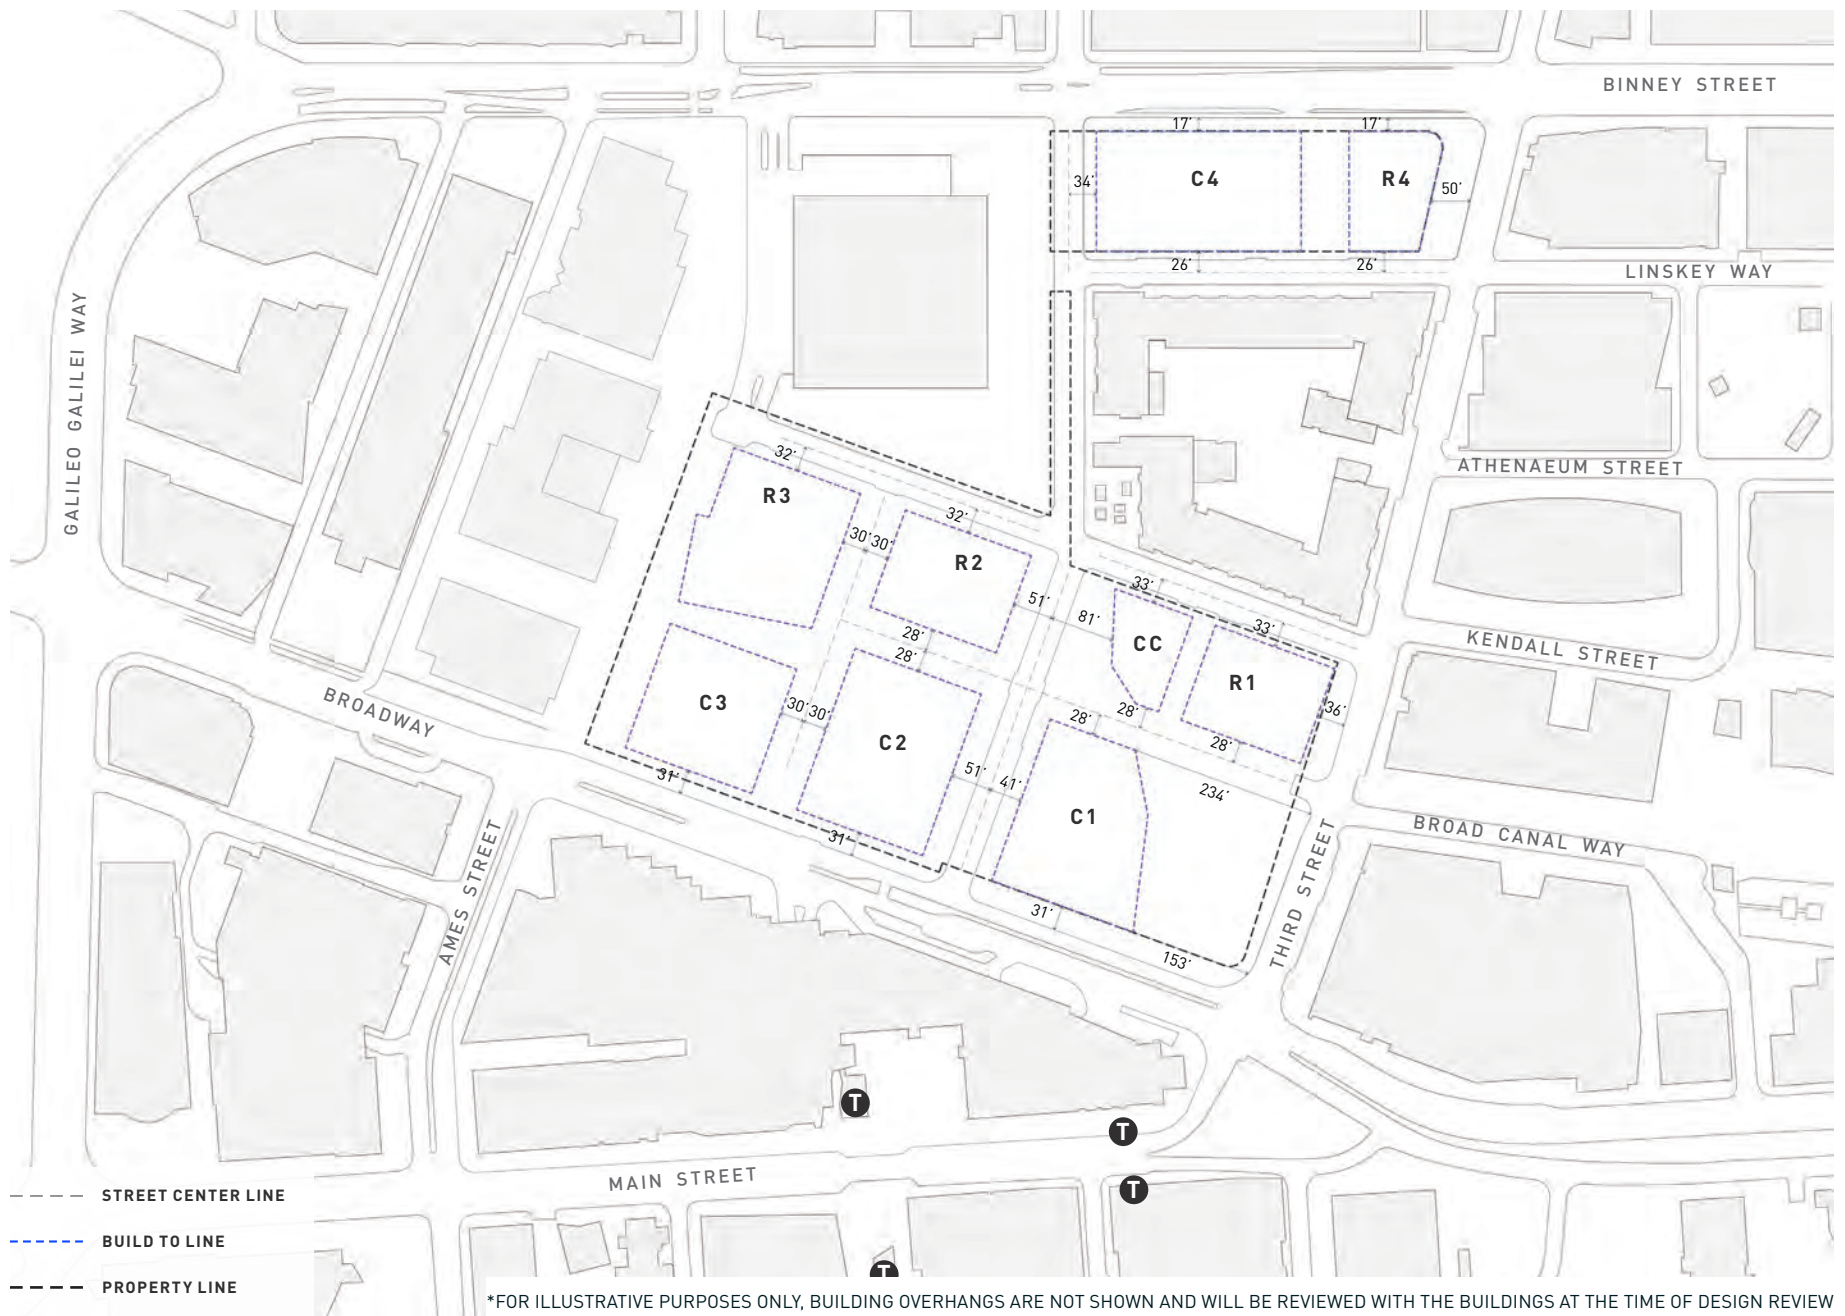 BINNEY STREET
17'
17'
34'
C4
R4
50'
26'
26'
LINSKEY WAY
GALILEO GALILEI WAY
ATHENAEUM STREET
32'
R3
32'
30'
30'
R2
51'
81'
33'
33'
CC
R1
KENDALL STREET
28'
28'
C3
30'
30'
C2
28'
28'
28'
36'
BROADWAY
31'
51'
41'
234'
C1
31'
BROAD CANAL WAY
AMES STREET
31'
153'
THIRD STREET
T
T
T
T
MAIN STREET
STREET CENTER LINE
BUILD TO LINE
PROPERTY LINE
*FOR ILLUSTRATIVE PURPOSES ONLY, BUILDING OVERHANGS ARE NOT SHOWN AND WILL BE REVIEWED WITH THE BUILDINGS AT THE TIME OF DESIGN REVIEW